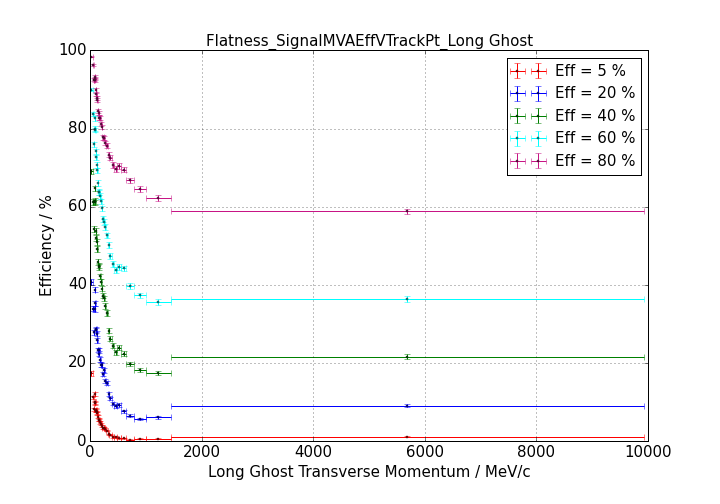 Flatness_SignalMVAEffVTrackPt_Long Ghost
100
80
60
40
20
0
Efficiency / %
Eff = 5 %
Eff = 20 %
Eff = 40 %
Eff = 60 %
Eff = 80 %
0 2000 4000 6000 8000 10000
Long Ghost Transverse Momentum / MeV/c